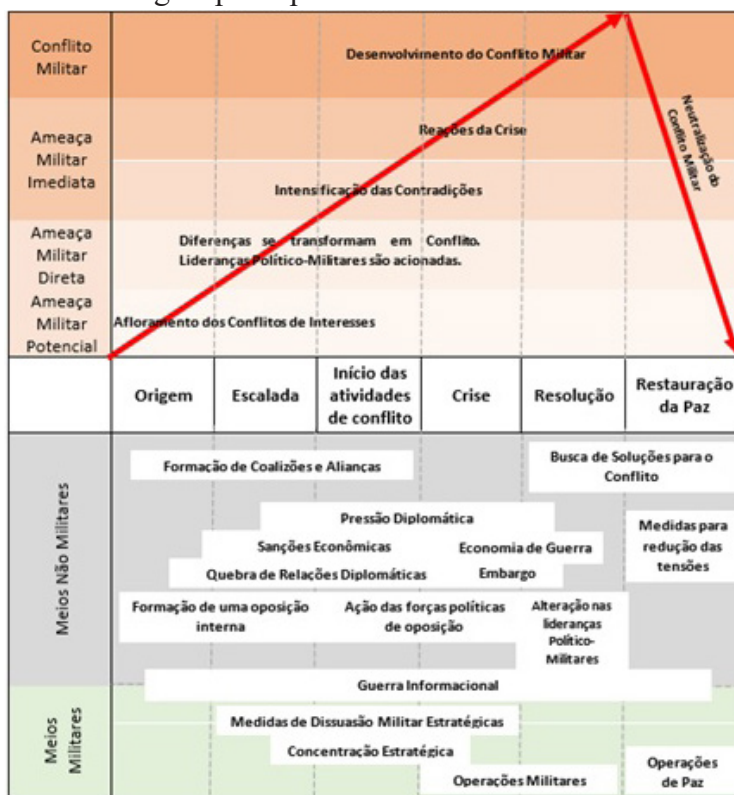 Conflito
Militar
Desenvolvimento do Conflito Militar
Ameaça
Militar
Imediata
Reações da Crise
Intensificação das Contradições
Neutralização do
Conflito Militar
Ameaça
Militar
Direta
Diferenças se transformam em Conflito.
Lideranças Político-Militares são acionadas.
Ameaça
Militar
Potencial
Afloramento dos Conflitos de Interesses
Origem
Escalada
Início das
atividades
de conflito
Crise
Resolução
Restauração
da Paz
Meios Não Militares
Formação de Coalizões e Alianças
Busca de Soluções para o
Conflito
Pressão Diplomática
Medidas para
redução das
tensões
Sanções Econômicas
Economia de Guerra
Quebra de Relações Diplomáticas
Embargo
Formação de uma oposição
interna
Ação das forças políticas
de oposição
Alteração nas
lideranças
Político-
Militares
Guerra Informacional
Meios
Militares
Medidas de Dissuasão Militar Estratégicas
Concentração Estratégica
Operações Militares
Operações
de Paz